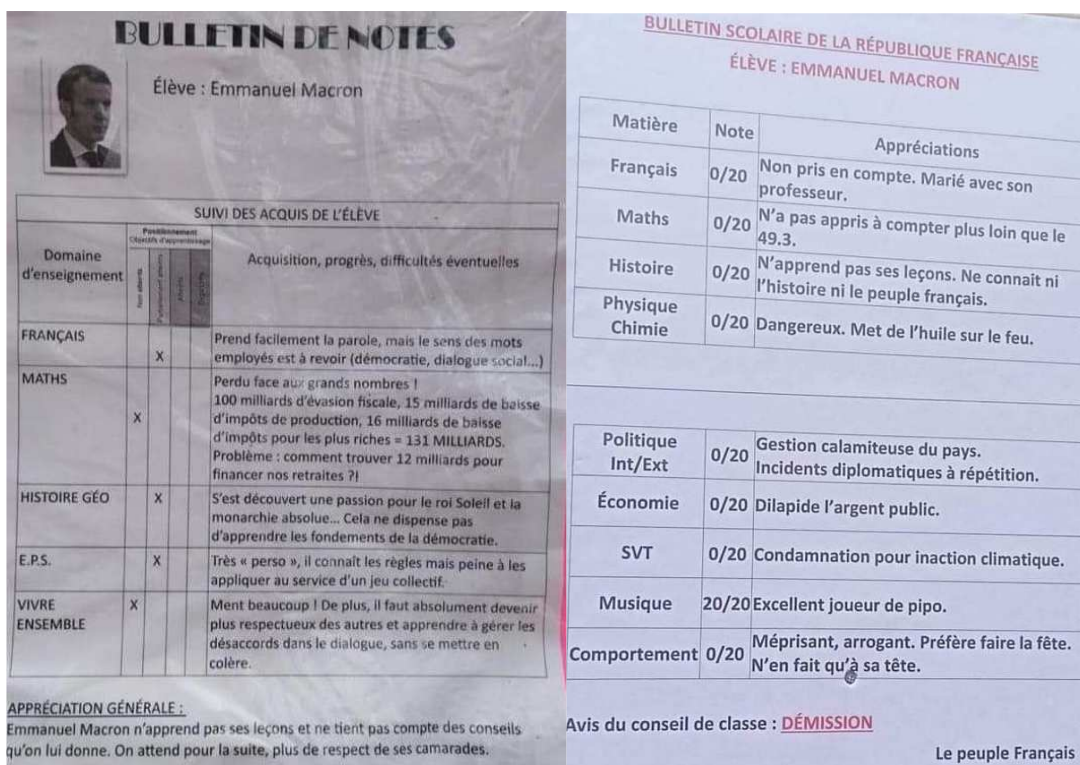 BULLETIN DE NOTES
Élève : Emmanuel Macron
SUIVI DES ACQUIS DE L'ÉLÈVE
Domaine
d'enseignement
Positionnement
Objectifs d'apprentissage
Non atteints
Partiellement atteints
Atteints
Dépassés
Acquisition, progrès, difficultés éventuelles
FRANÇAIS
X
Prend facilement la parole, mais le sens des mots
employés est à revoir (démocratie, dialogue social...)
MATHS
X
Perdu face aux grands nombres !
100 milliards d'évasion fiscale, 15 milliards de baisse
d'impôts de production, 16 milliards de baisse
d'impôts pour les plus riches = 131 MILLIARDS.
Problème : comment trouver 12 milliards pour
financer nos retraites ?!
HISTOIRE GÉO
X
S'est découvert une passion pour le roi Soleil et la
monarchie absolue... Cela ne dispense pas
d'apprendre les fondements de la démocratie.
E.P.S.
X
Très « perso », il connaît les règles mais peine à les
appliquer au service d'un jeu collectif.
VIVRE
ENSEMBLE
X
Ment beaucoup ! De plus, il faut absolument devenir
plus respectueux des autres et apprendre à gérer les
désaccords dans le dialogue, sans se mettre en
colère.
APPRÉCIATION GÉNÉRALE :
Emmanuel Macron n'apprend pas ses leçons et ne tient pas compte des conseils
qu'on lui donne. On attend pour la suite, plus de respect de ses camarades.
BULLETIN SCOLAIRE DE LA RÉPUBLIQUE FRANÇAISE
ÉLÈVE : EMMANUEL MACRON
Matière Note Appréciations
Français 0/20 Non pris en compte. Marié avec son
professeur.
Maths 0/20 N'a pas appris à compter plus loin que le
49.3.
Histoire 0/20 N'apprend pas ses leçons. Ne connait ni
l'histoire ni le peuple français.
Physique
Chimie 0/20 Dangereux. Met de l'huile sur le feu.
Politique
Int/Ext 0/20 Gestion calamiteuse du pays.
Incidents diplomatiques à répétition.
Économie 0/20 Dilapide l'argent public.
SVT 0/20 Condamnation pour inaction climatique.
Musique 20/20 Excellent joueur de pipo.
Comportement 0/20 Méprisant, arrogant. Préfère faire la fête.
N'en fait qu'à sa tête.
Avis du conseil de classe : DÉMISSION
Le peuple Français